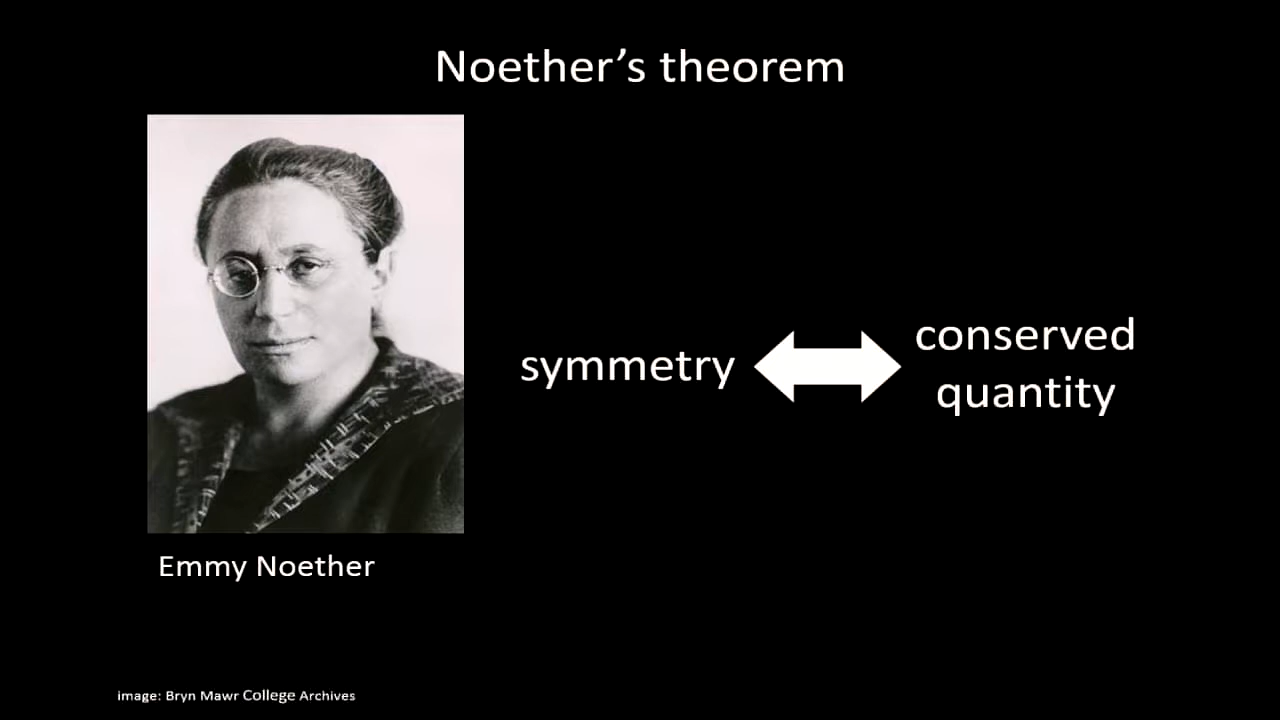 Noether’s theorem
symmetry
conserved
quantity
Emmy Noether
image: Bryn Mawr College Archives